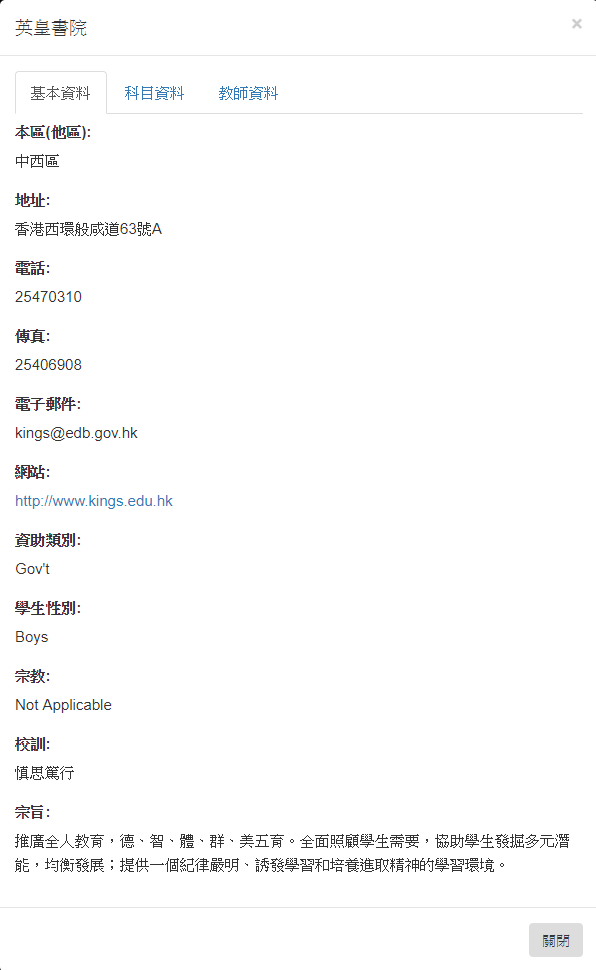 英皇書院
×
基本資料 科目資料 教師資料
本區(他區):
中西區
地址:
香港西環般咸道63號A
電話:
25470310
傳真:
25406908
電子郵件:
kings@edb.gov.hk
網站:
http://www.kings.edu.hk
資助類別:
Gov't
學生性別:
Boys
宗教:
Not Applicable
校訓:
慎思篤行
宗旨:
推廣全人教育，德、智、體、群、美五育。全面照顧學生需要，協助學生發掘多元潛
能，均衡發展；提供一個紀律嚴明、誘發學習和培養進取精神的學習環境。
關閉